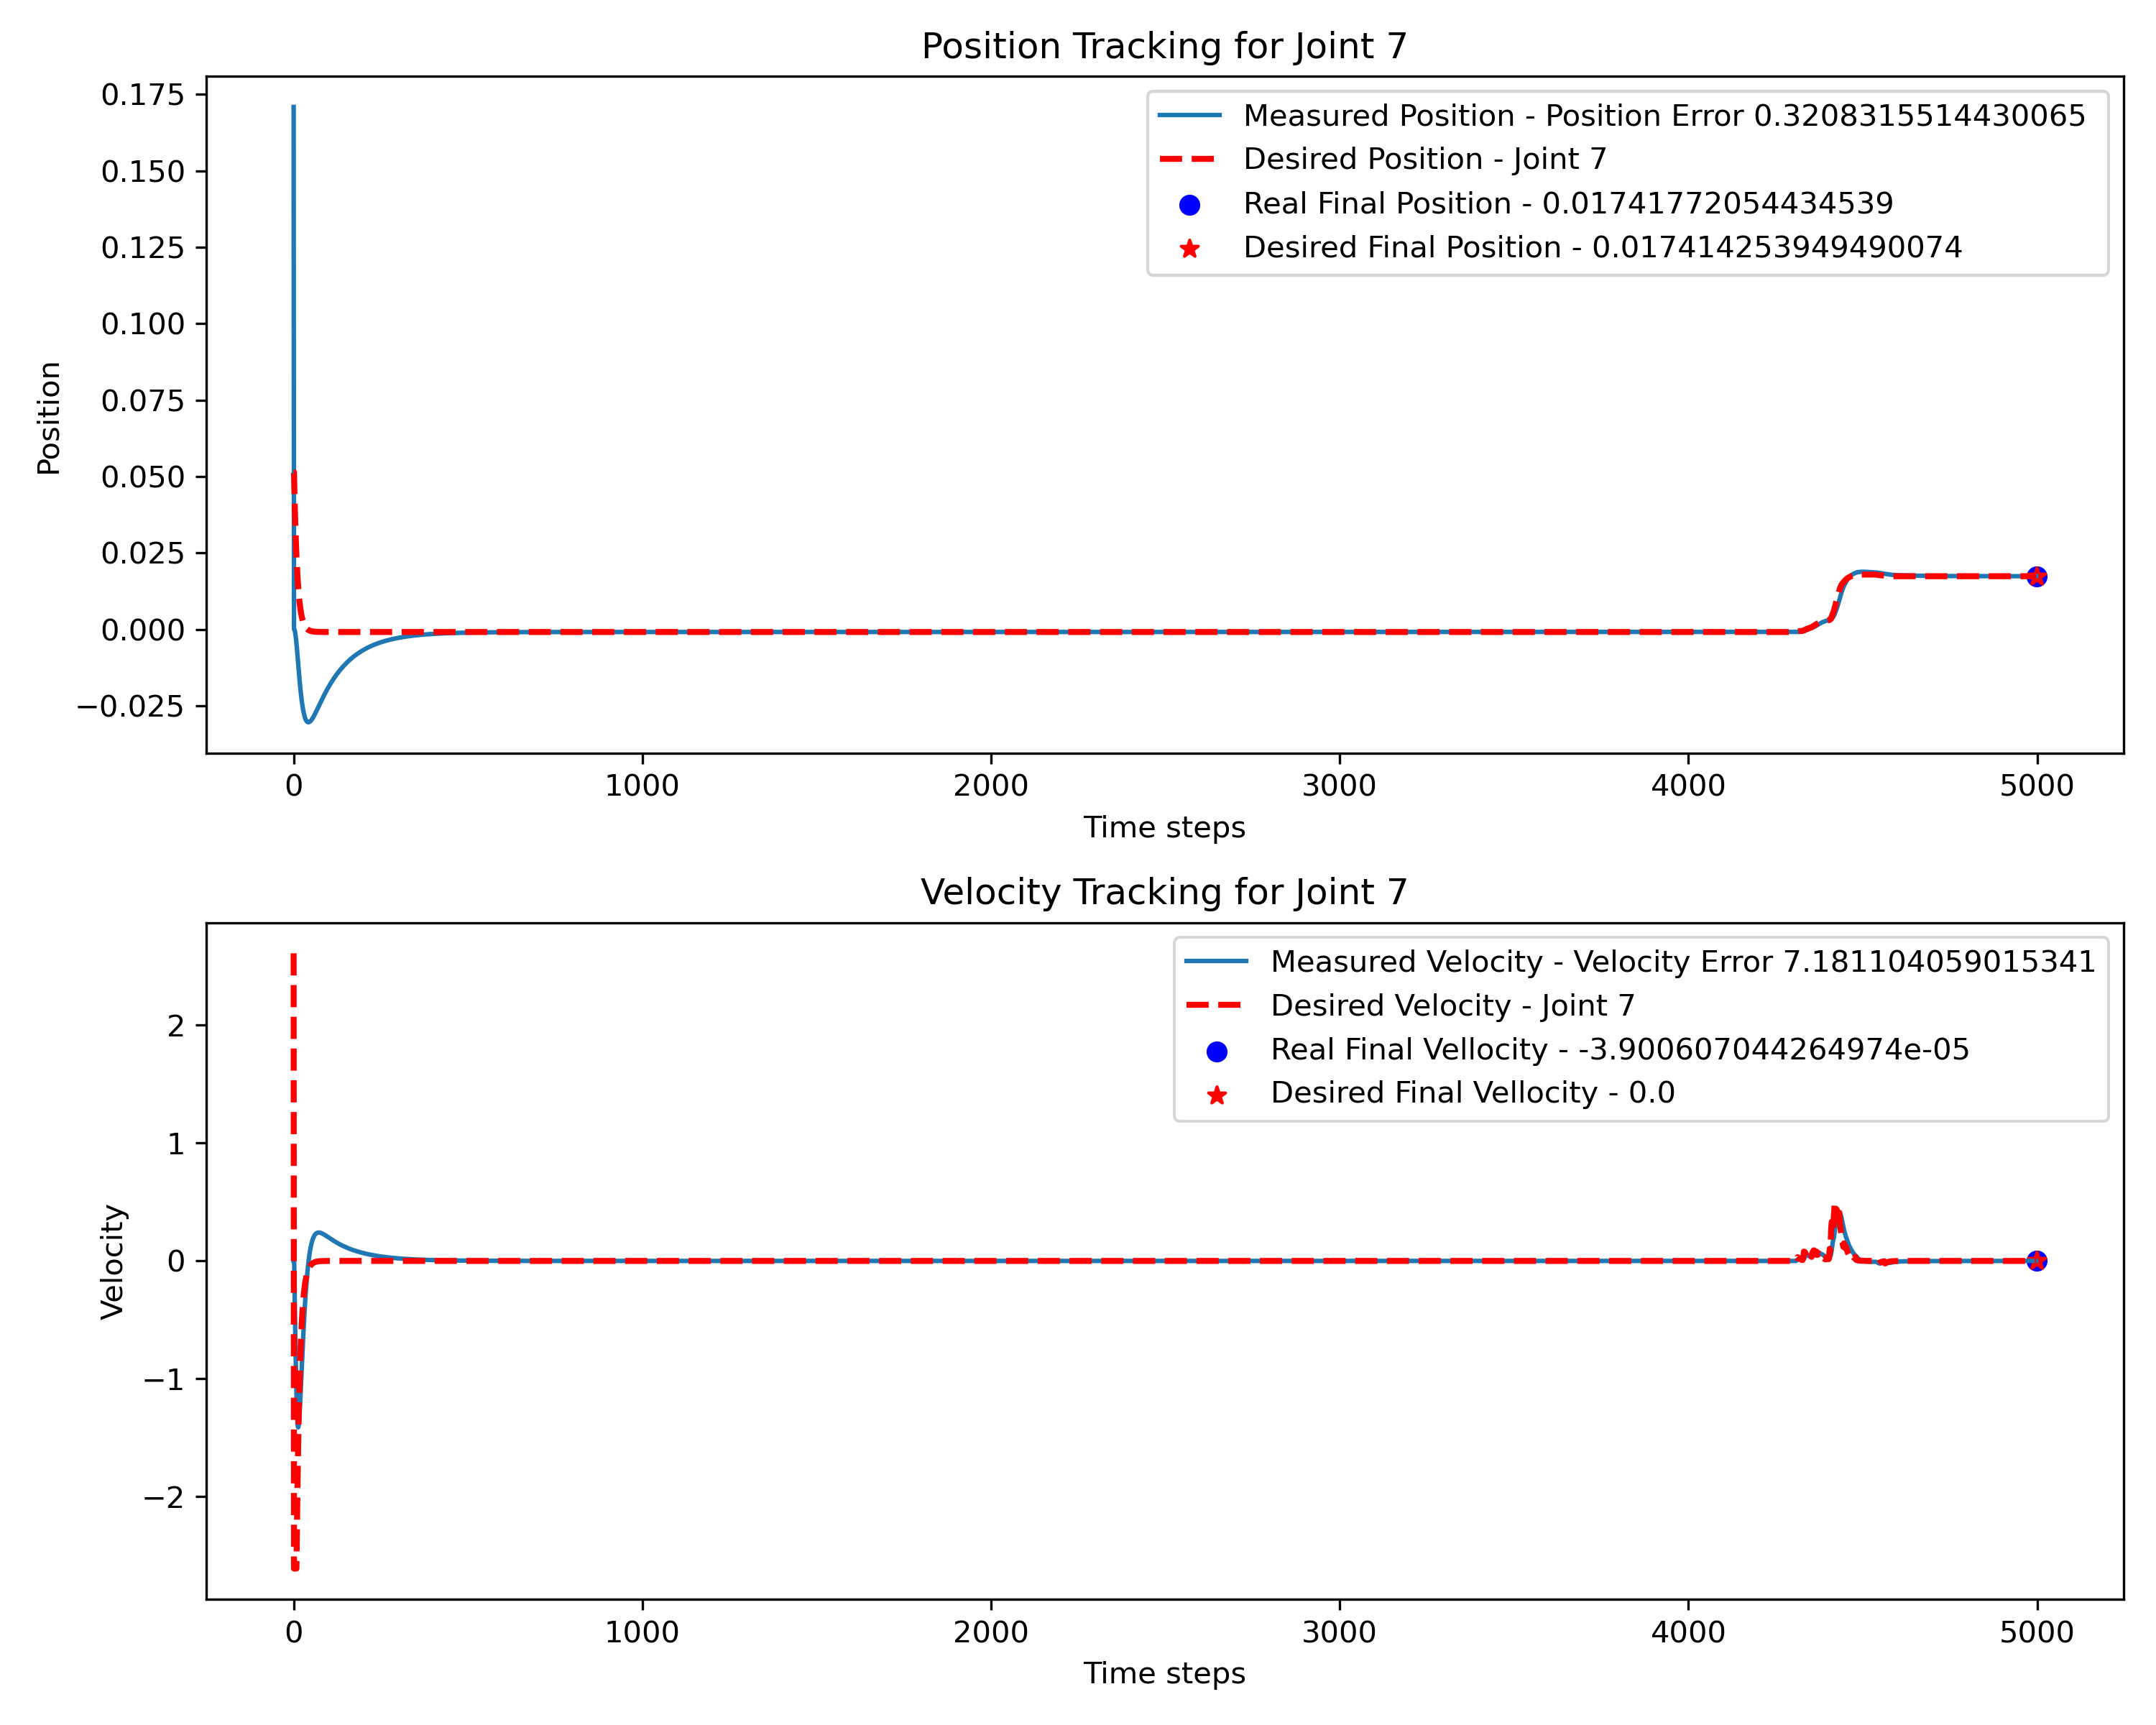 Position Tracking for Joint 7
0.175
0.150
0.125
0.100
0.075
0.050
0.025
0.000
−0.025
Position
Measured Position - Position Error 0.3208315514430065
Desired Position - Joint 7
Real Final Position - 0.01741772054434539
Desired Final Position - 0.017414253949490074
0 1000 2000 3000 4000 5000
Time steps
Velocity Tracking for Joint 7
2
1
0
−1
−2
Velocity
Measured Velocity - Velocity Error 7.181104059015341
Desired Velocity - Joint 7
Real Final Vellocity - -3.900607044264974e-05
Desired Final Vellocity - 0.0
0 1000 2000 3000 4000 5000
Time steps